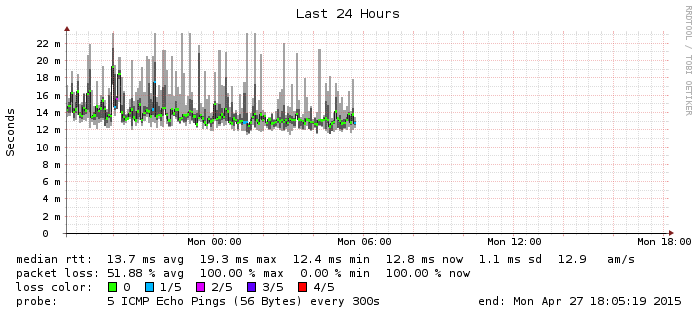 Last 24 Hours
RRDTOOL / TOBI OETIKER
Seconds
22 m
20 m
18 m
16 m
14 m
12 m
10 m
8 m
6 m
4 m
2 m
0
Mon 00:00 Mon 06:00 Mon 12:00 Mon 18:00
median rtt: 13.7 ms avg 19.3 ms max 12.4 ms min 12.8 ms now 1.1 ms sd 12.9 am/s
packet loss: 51.88 % avg 100.00 % max 0.00 % min 100.00 % now
loss color: 0 1/5 2/5 3/5 4/5
probe: 5 ICMP Echo Pings (56 Bytes) every 300s end: Mon Apr 27 18:05:19 2015